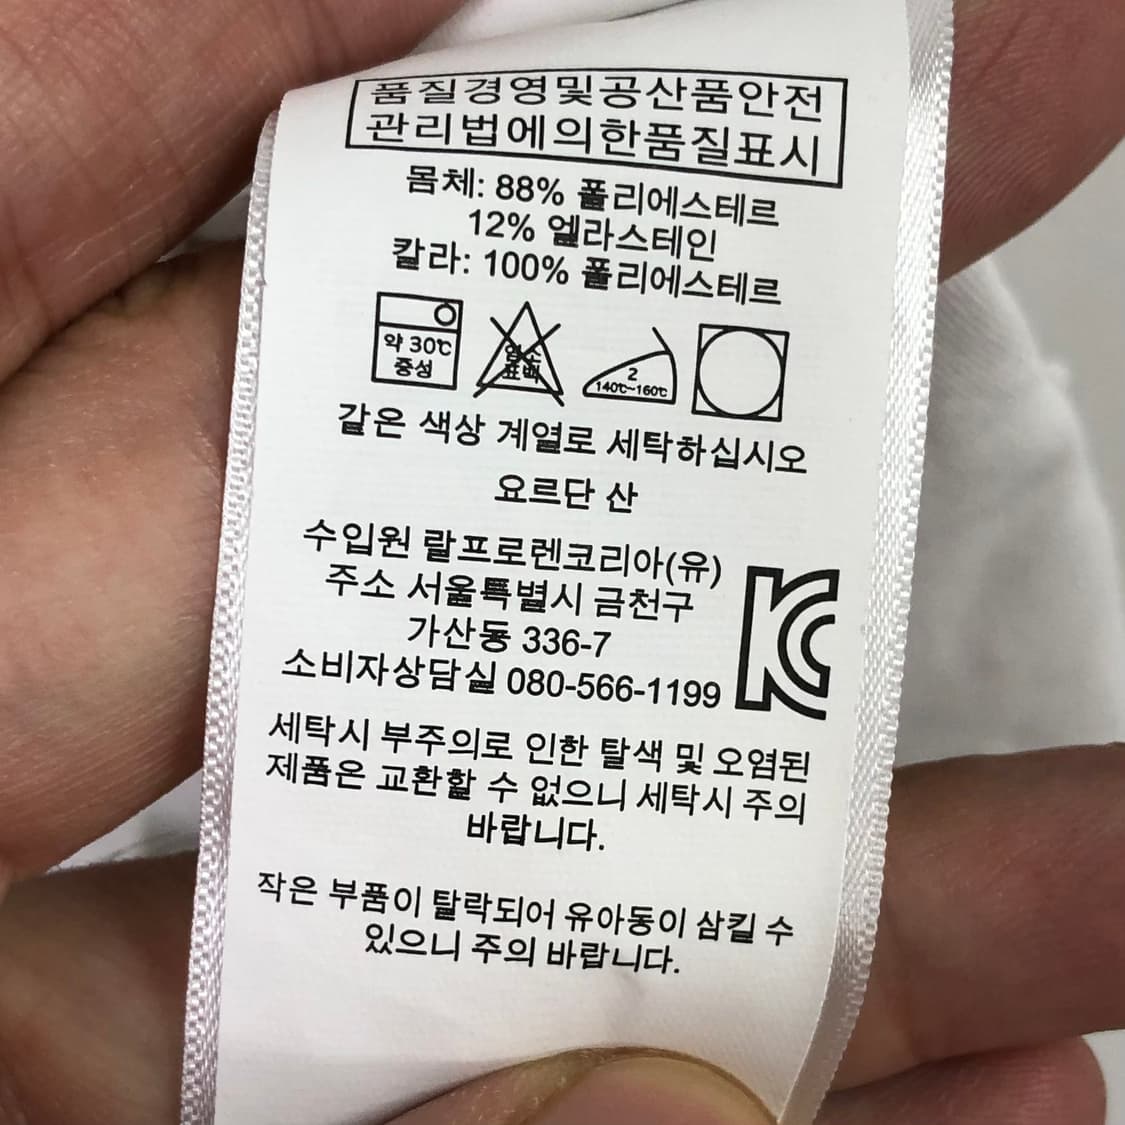 품질경영및공산품안전
관리법에의한품질표시
몸체: 88% 폴리에스테르
12% 엘라스테인
칼라: 100% 폴리에스테르
약 30℃
중성
염소
표백
2
140℃~160℃
같은 색상 계열로 세탁하십시오
요르단 산
수입원 랄프로렌코리아(유)
주소 서울특별시 금천구
가산동 336-7
소비자상담실 080-566-1199
KC
세탁시 부주의로 인한 탈색 및 오염된
제품은 교환할 수 없으니 세탁시 주의
바랍니다.
작은 부품이 탈락되어 유아동이 삼킬 수
있으니 주의 바랍니다.